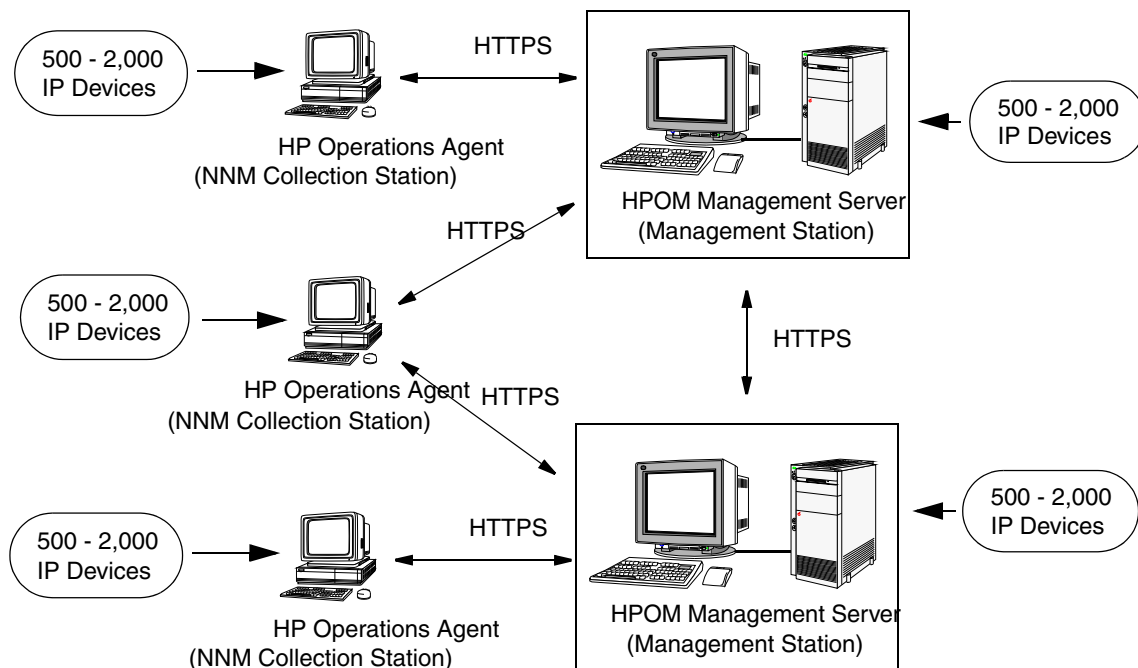 500 - 2,000
IP Devices
HTTPS
HP Operations Agent
(NNM Collection Station)
500 - 2,000
IP Devices
HPOM Management Server
(Management Station)
HTTPS
500 - 2,000
IP Devices
HP Operations Agent
(NNM Collection Station)
HTTPS
HTTPS
500 - 2,000
IP Devices
HTTPS
HP Operations Agent
(NNM Collection Station)
500 - 2,000
IP Devices
HPOM Management Server
(Management Station)